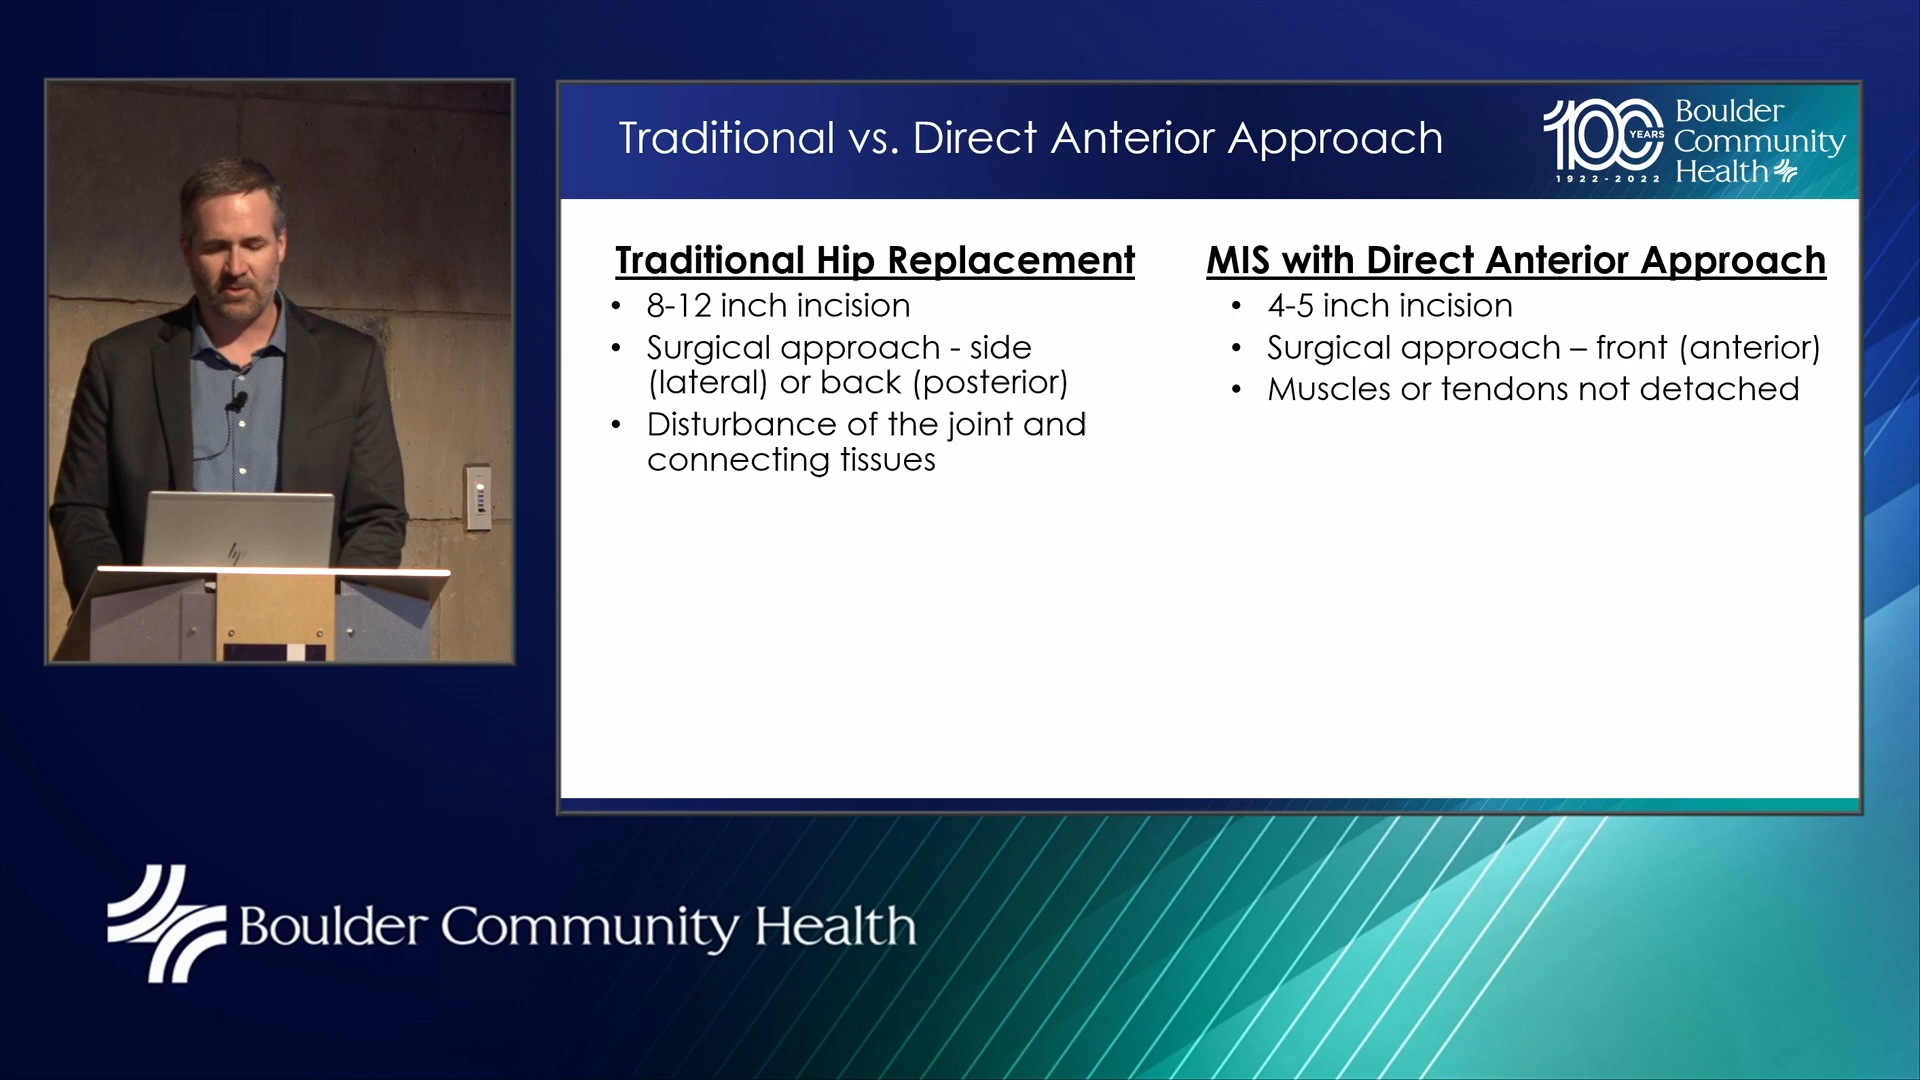 Traditional vs. Direct Anterior Approach
100 YEARS
1922-2022
Boulder
Community
Health
Traditional Hip Replacement
• 8-12 inch incision
• Surgical approach - side
(lateral) or back (posterior)
• Disturbance of the joint and
connecting tissues
MIS with Direct Anterior Approach
• 4-5 inch incision
• Surgical approach – front (anterior)
• Muscles or tendons not detached
hp
Boulder Community Health